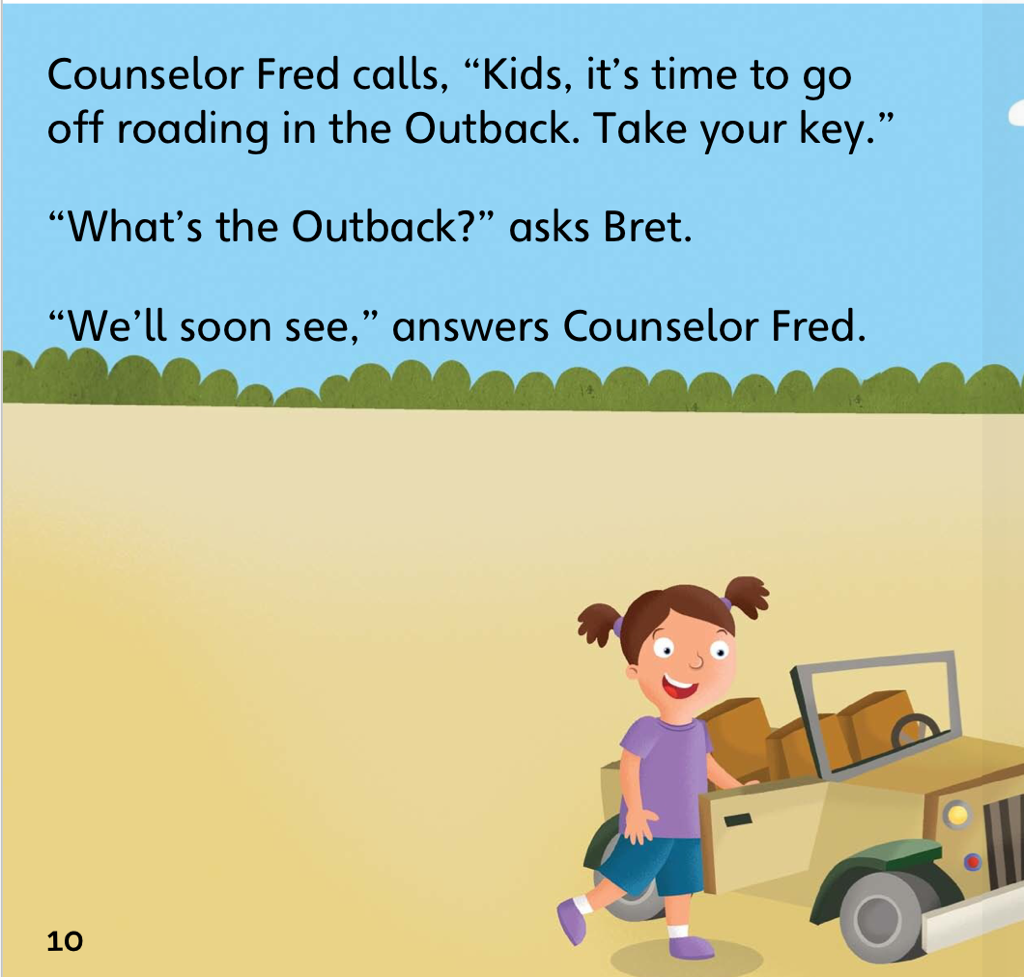 Counselor Fred calls, “Kids, it’s time to go
off roading in the Outback. Take your key.”
“What’s the Outback?” asks Bret.
“We’ll soon see,” answers Counselor Fred.
10